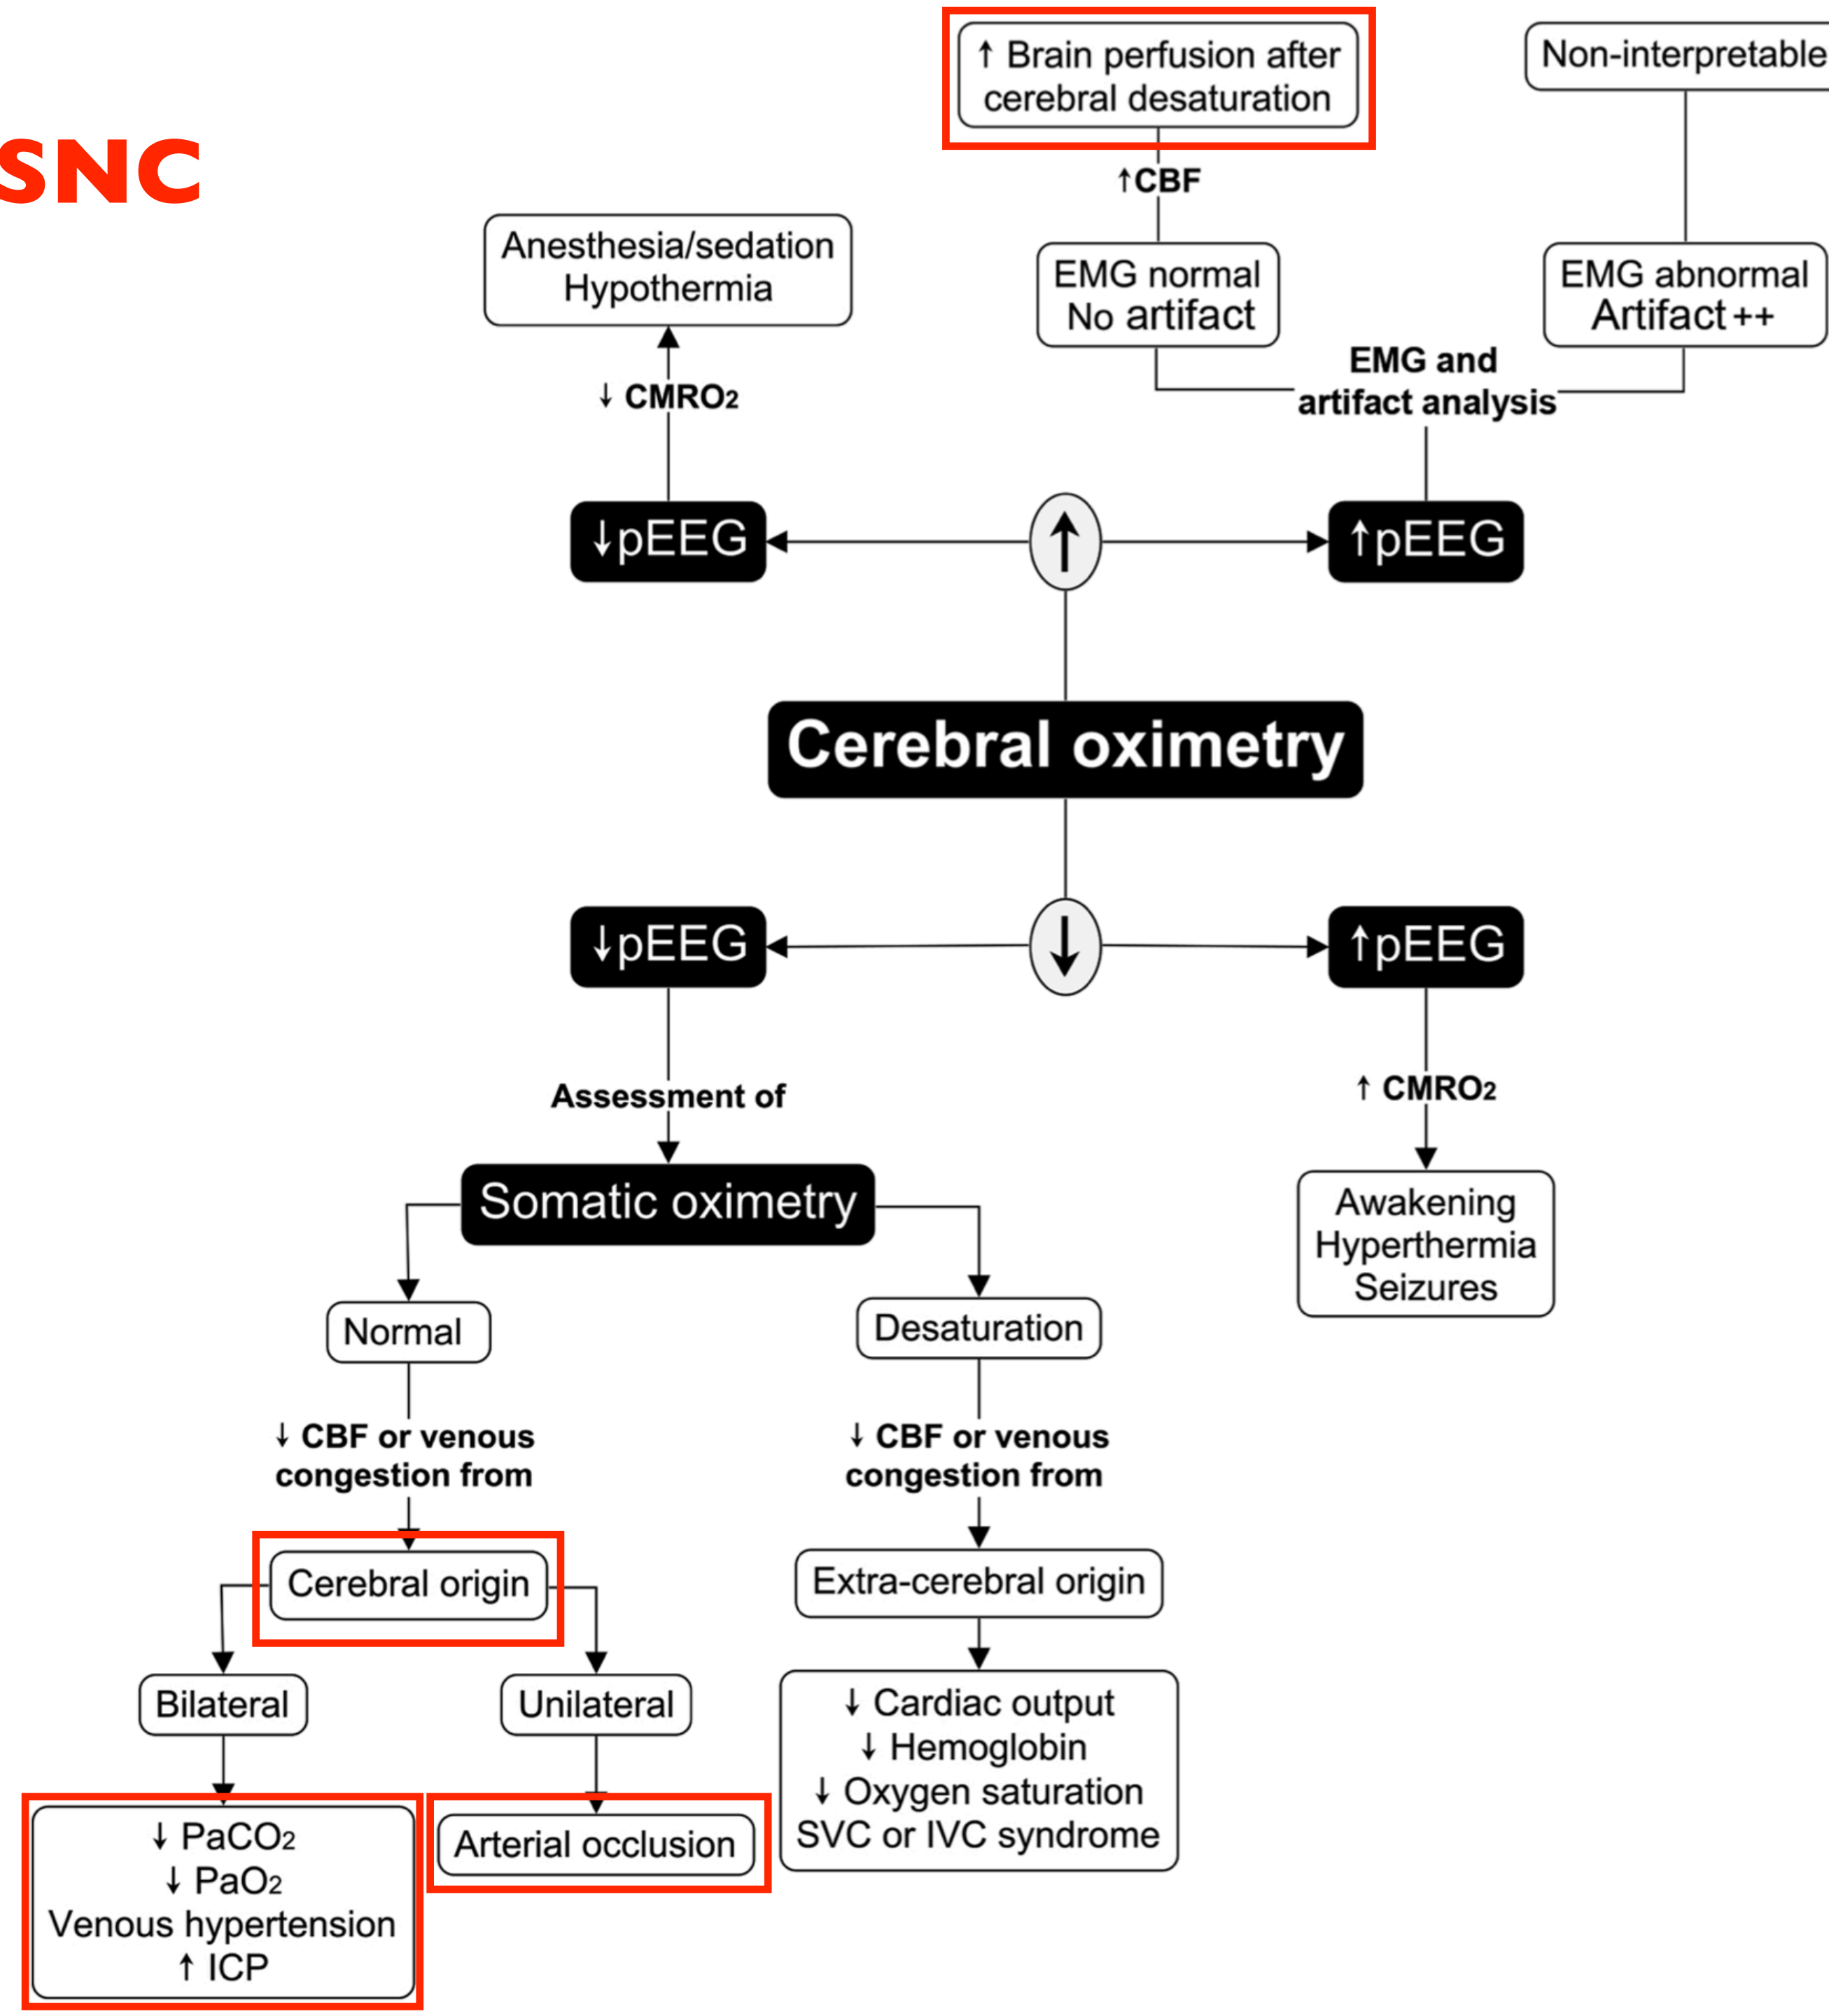 ↑ Brain perfusion after
cerebral desaturation
Non-interpretable
SNC
↑CBF
Anesthesia/sedation
Hypothermia
EMG normal
No artifact
EMG abnormal
Artifact ++
EMG and
artifact analysis
↓ CMRO2
↓pEEG
↑
↑pEEG
Cerebral oximetry
↓pEEG
↓
↑pEEG
Assessment of
↑ CMRO2
Somatic oximetry
Awakening
Hyperthermia
Seizures
Normal
Desaturation
↓ CBF or venous
congestion from
↓ CBF or venous
congestion from
Cerebral origin
Extra-cerebral origin
Bilateral
Unilateral
↓ Cardiac output
↓ Hemoglobin
↓ Oxygen saturation
SVC or IVC syndrome
↓ PaCO2
↓ PaO2
Venous hypertension
↑ ICP
Arterial occlusion